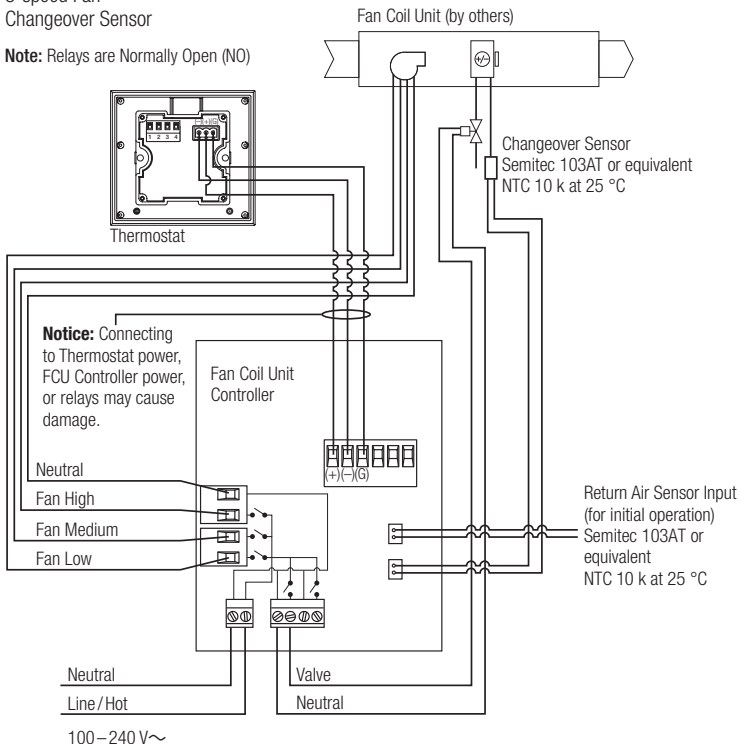 Changeover Sensor
Note: Relays are Normally Open (NO)
Fan Coil Unit (by others)
+/−
(−)(+)(G)
1 2 3 4
Thermostat
Changeover Sensor
Semitec 103AT or equivalent
NTC 10 k at 25 °C
Notice: Connecting
to Thermostat power,
FCU Controller power,
or relays may cause
damage.
Fan Coil Unit
Controller
(+)(−)(G)
Neutral
Fan High
Fan Medium
Fan Low
Return Air Sensor Input
(for initial operation)
Semitec 103AT or
equivalent
NTC 10 k at 25 °C
Neutral
Line/Hot
Valve
Neutral
100–240 V~